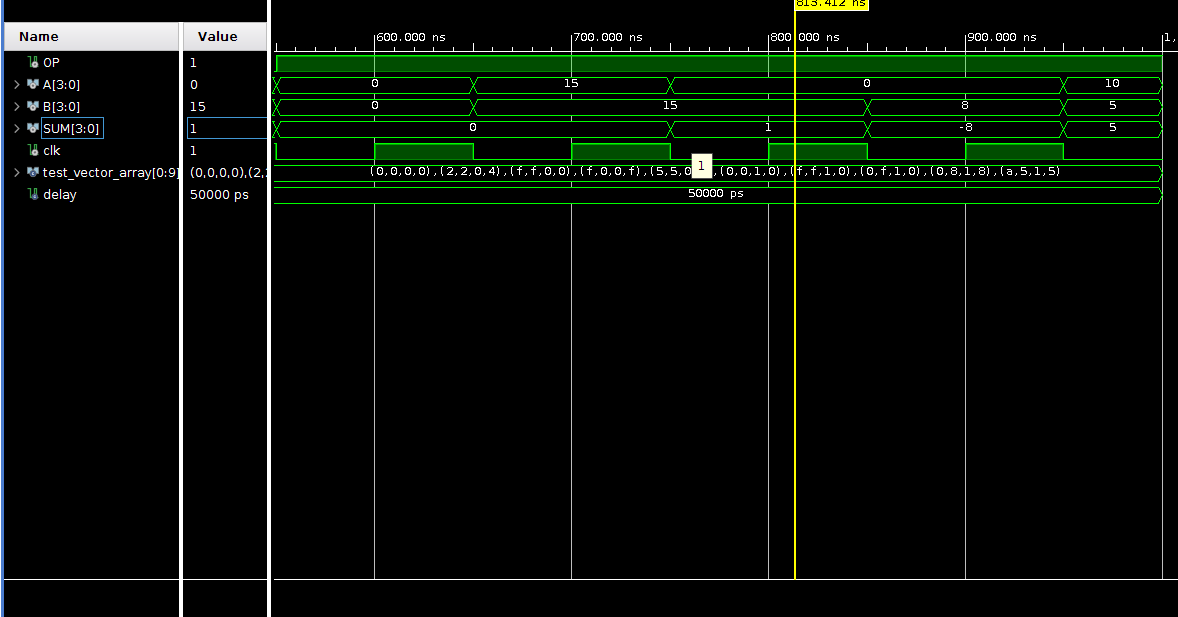 813.412 ns
Name Value
600.000 ns 700.000 ns 800.000 ns 900.000 ns 1,
OP 1
A[3:0] 0 0 15 0 10
B[3:0] 15 0 15 8 5
SUM[3:0] 1 0 1 -8 5
clk 1
1
test_vector_array[0:9] (0,0,0,0),(2, (0,0,0,0),(2,2,0,4),(f,f,0,0),(f,0,0,f),(5,5,0 ,(0,0,1,0),(f,f,1,0),(0,f,1,0),(0,8,1,8),(a,5,1,5)
delay 50000 ps 50000 ps